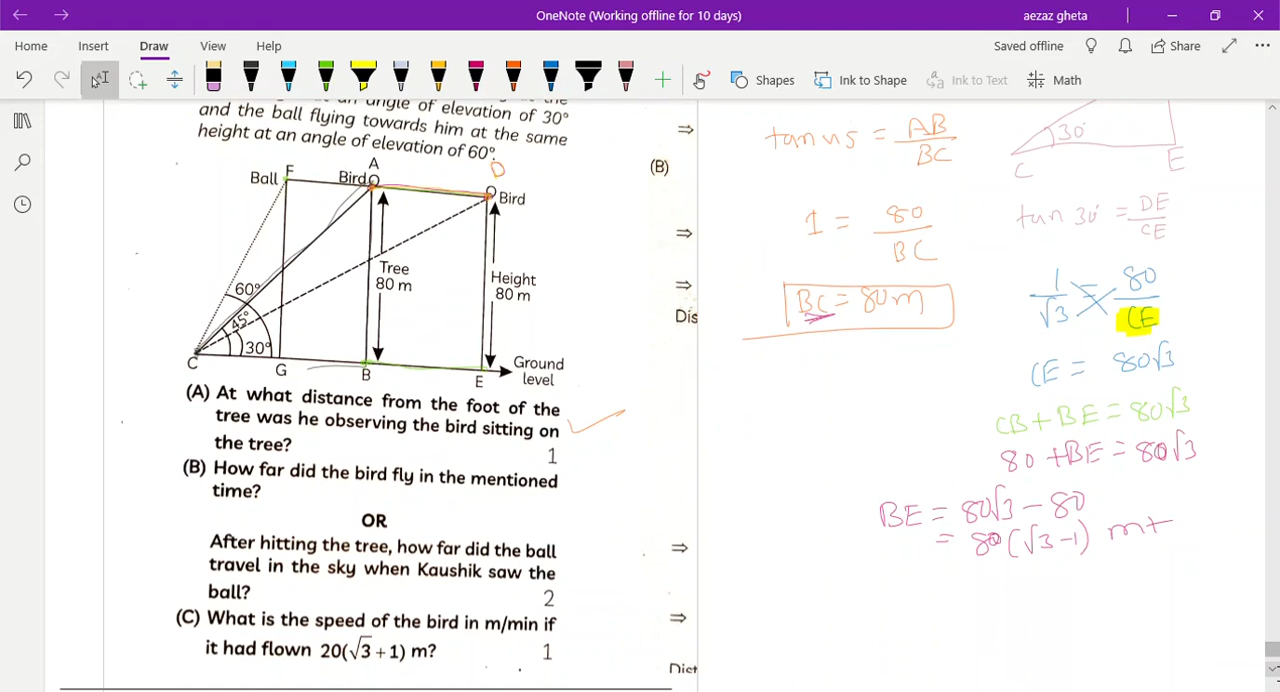 OneNote (Working offline for 10 days)
aezaz gheta
Home Insert Draw View Help
Saved offline
Share
Shapes
Ink to Shape
Ink to Text
Math
angle of elevation of 30°
and the ball flying towards him at the same
height at an angle of elevation of 60°.
Ball F
Bird A
D
Bird
Tree
80 m
Height
80 m
60°
45°
30°
C
G
B
E
Ground
level
(A) At what distance from the foot of the
tree was he observing the bird sitting on
the tree?
1
(B) How far did the bird fly in the mentioned
time?
OR
After hitting the tree, how far did the ball
travel in the sky when Kaushik saw the
ball?
2
(C) What is the speed of the bird in m/min if
it had flown 20(√3 + 1) m?
1
⇒
(B)
⇒
⇒
Dis
⇒
⇒
Dict
tan 45 = AB/BC
1 = 80/BC
BC = 80m
30°
C
E
tan 30° = DE/CE
1/√3 = 80/CE
CE = 80√3
CB + BE = 80√3
80 + BE = 80√3
BE = 80√3 - 80
= 80(√3-1) mt